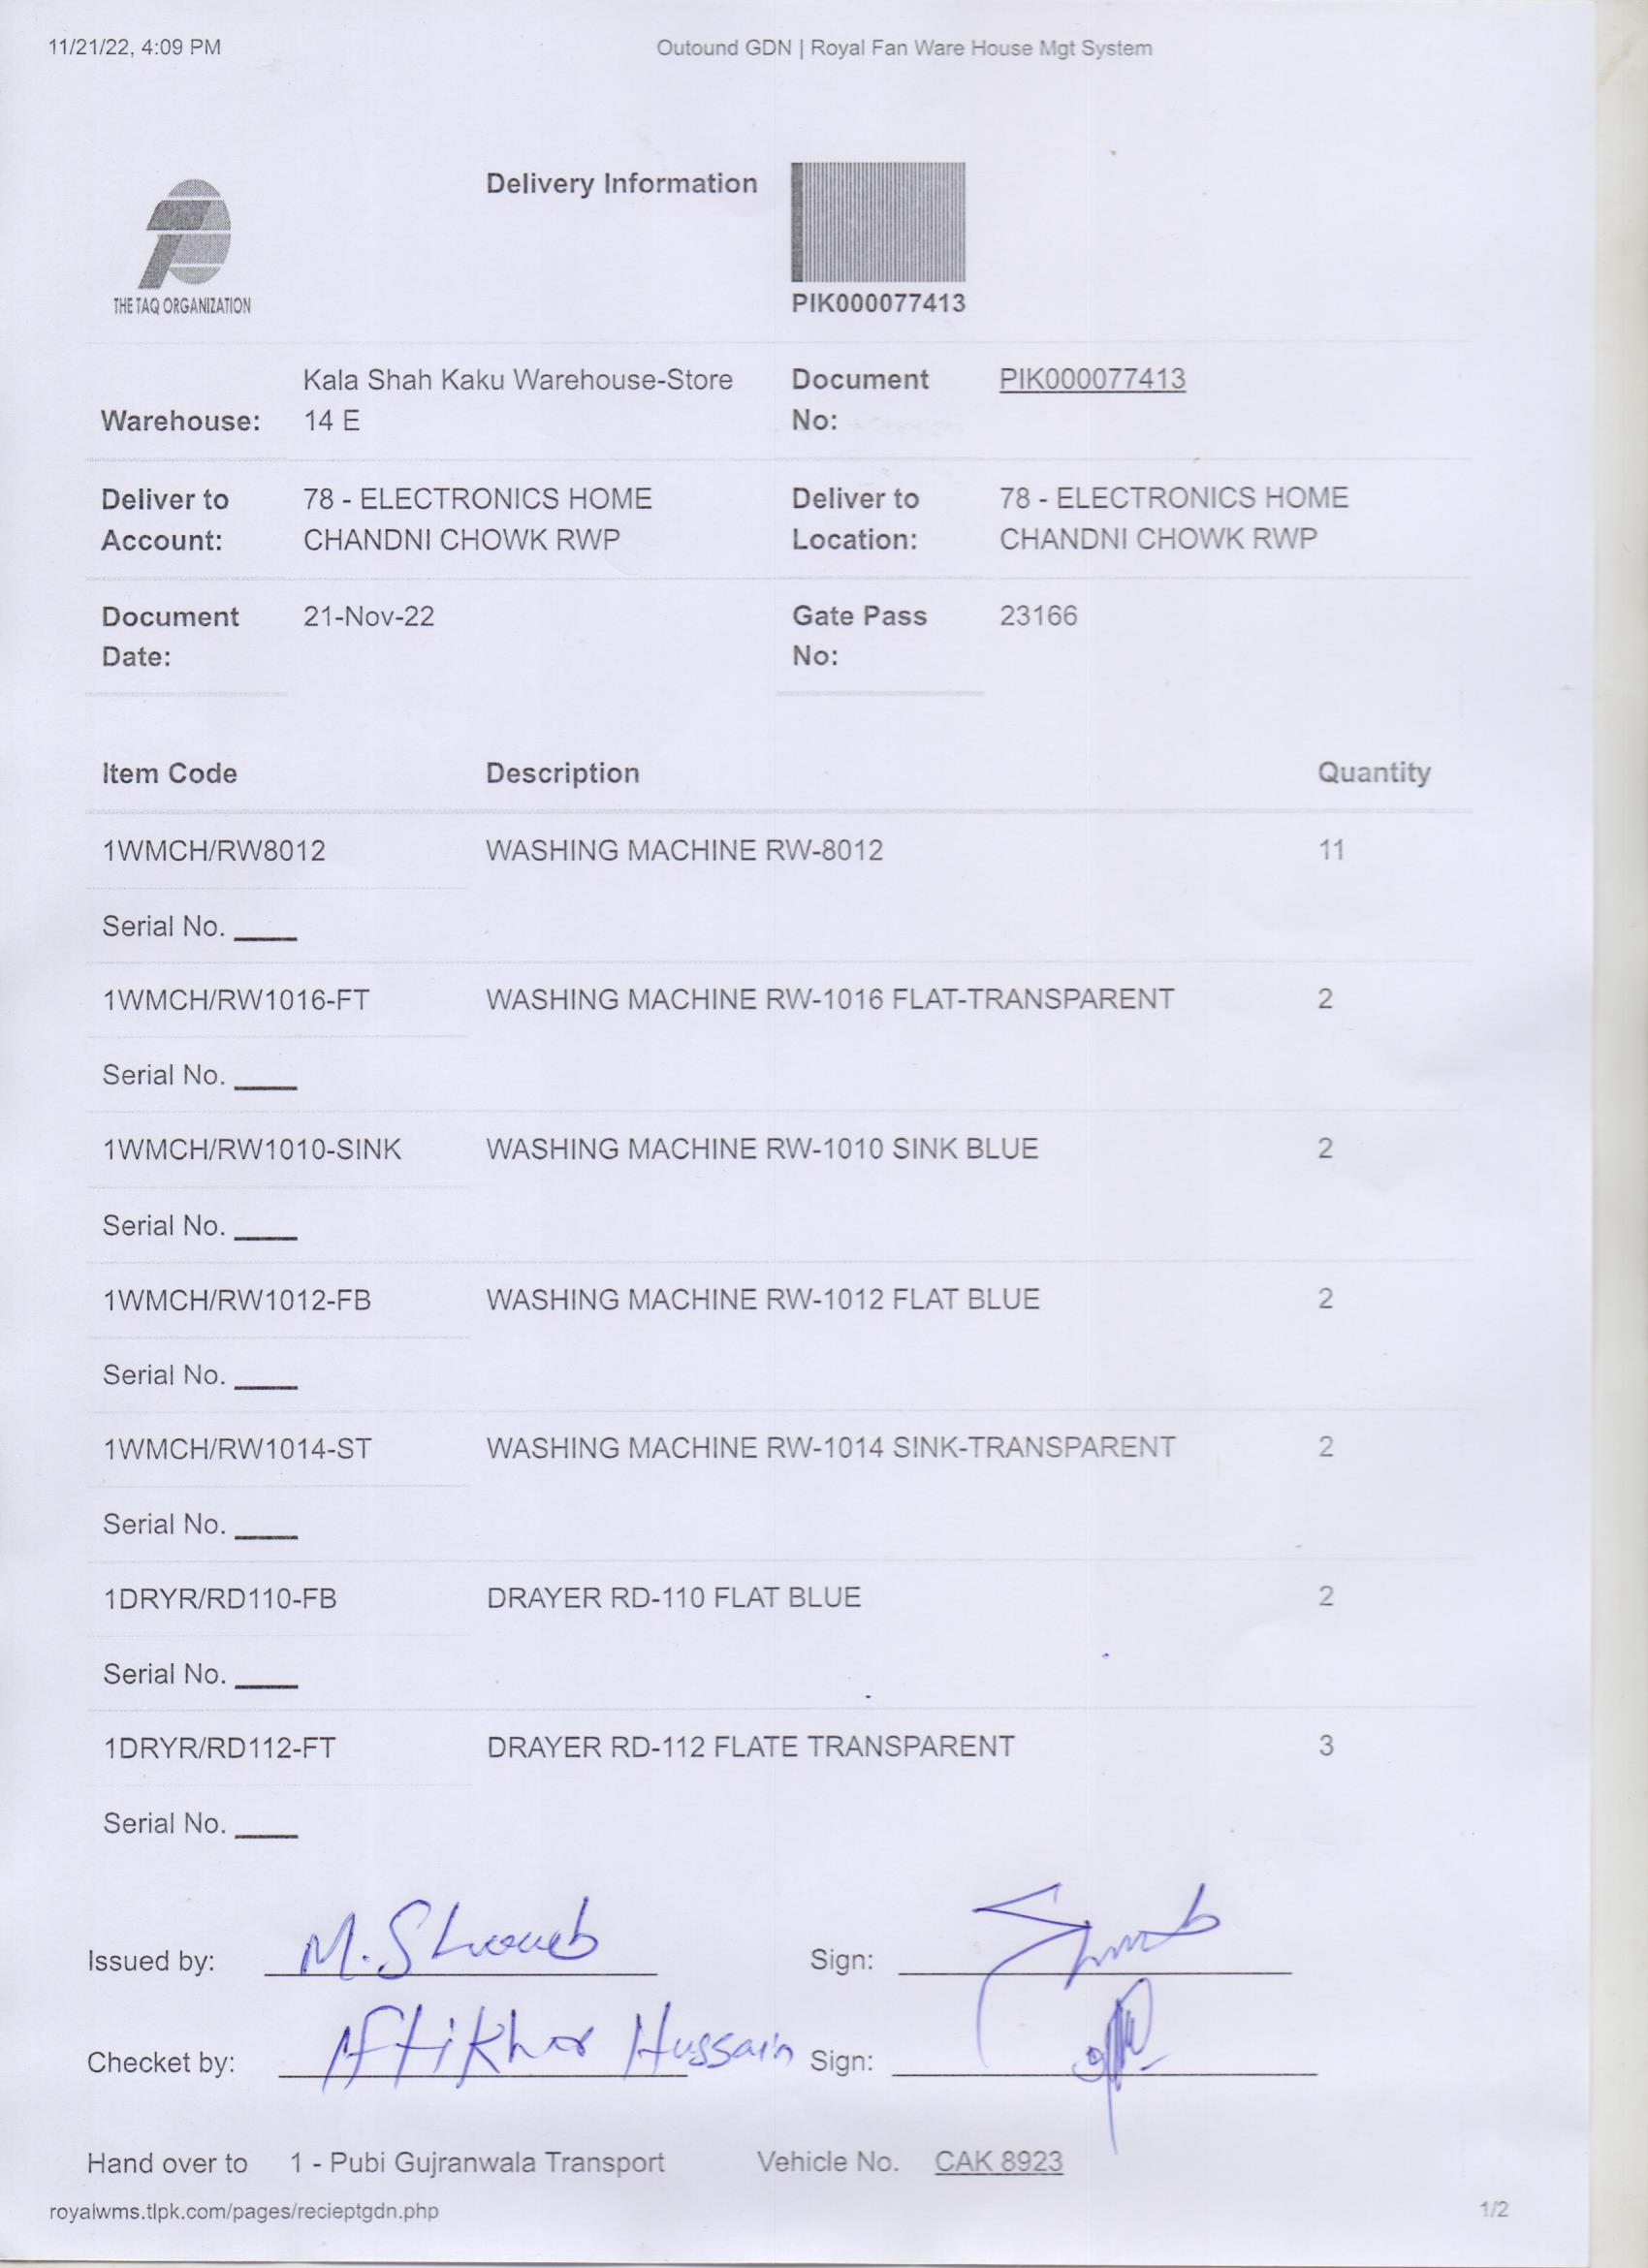 11/21/22, 4:09 PM Outound GDN | Royal Fan Ware House Mgt System
Delivery Information
THE TAQ ORGANIZATION
PIK000077413
Kala Shah Kaku Warehouse-Store Document PIK000077413
Warehouse: 14 E No:
Deliver to 78 - ELECTRONICS HOME Deliver to 78 - ELECTRONICS HOME
Account: CHANDNI CHOWK RWP Location: CHANDNI CHOWK RWP
Document 21-Nov-22 Gate Pass 23166
Date: No:
Item Code Description Quantity
1WMCH/RW8012 WASHING MACHINE RW-8012 11
Serial No. ____
1WMCH/RW1016-FT WASHING MACHINE RW-1016 FLAT-TRANSPARENT 2
Serial No. ____
1WMCH/RW1010-SINK WASHING MACHINE RW-1010 SINK BLUE 2
Serial No. ____
1WMCH/RW1012-FB WASHING MACHINE RW-1012 FLAT BLUE 2
Serial No. ____
1WMCH/RW1014-ST WASHING MACHINE RW-1014 SINK-TRANSPARENT 2
Serial No. ____
1DRYR/RD110-FB DRAYER RD-110 FLAT BLUE 2
Serial No. ____
1DRYR/RD112-FT DRAYER RD-112 FLATE TRANSPARENT 3
Serial No. ____
Issued by: M. Shoueb Sign:
Checket by: Iftikhar Hussain Sign:
Hand over to 1 - Pubi Gujranwala Transport Vehicle No. CAK 8923
royalwms.tlpk.com/pages/recieptgdn.php 1/2